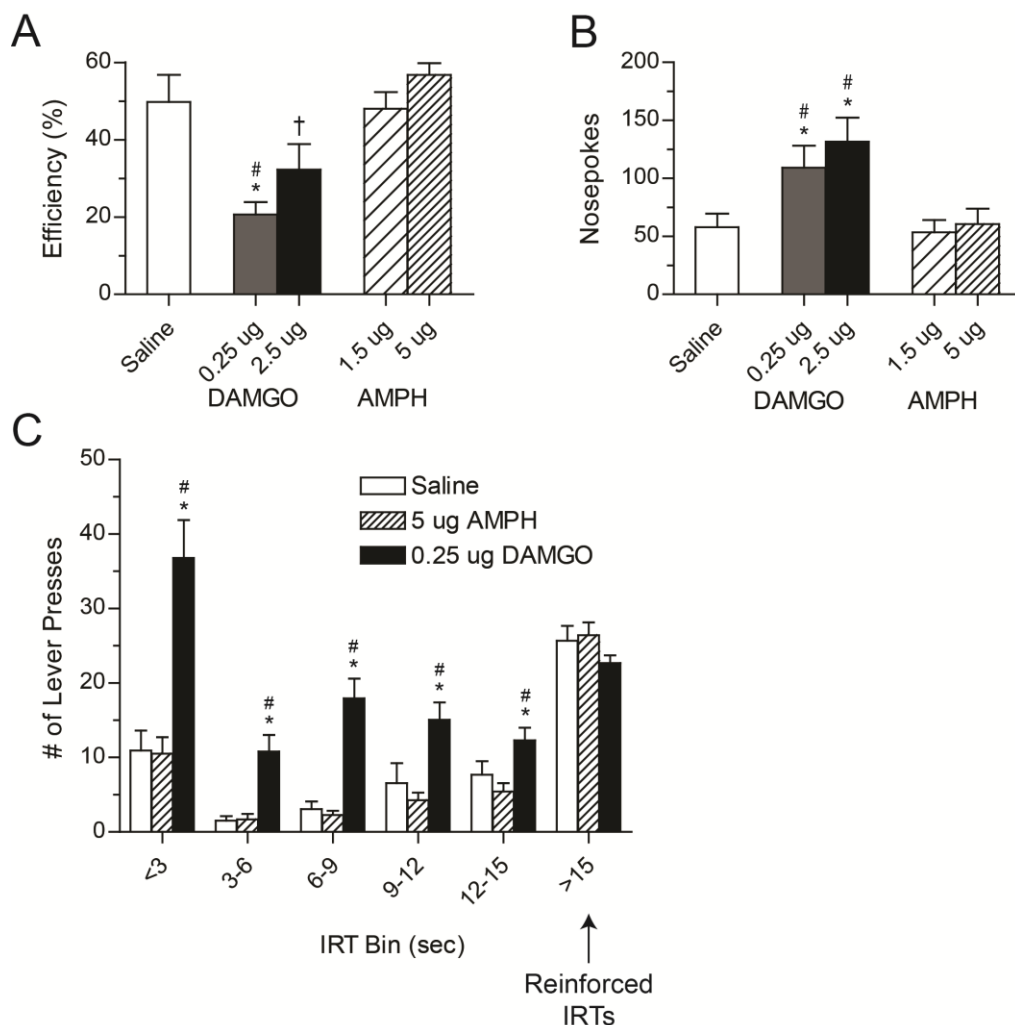 A
Efficiency (%)
60
40
20
0
#
*
†
Saline
0.25 ug
2.5 ug
1.5 ug
5 ug
DAMGO
AMPH
B
Nosepokes
200
150
100
50
0
#
*
#
*
Saline
0.25 ug
2.5 ug
1.5 ug
5 ug
DAMGO
AMPH
C
# of Lever Presses
50
40
30
20
10
0
Saline
5 ug AMPH
0.25 ug DAMGO
#
*
#
*
#
*
#
*
#
*
<3
3-6
6-9
9-12
12-15
>15
IRT Bin (sec)
Reinforced
IRTs